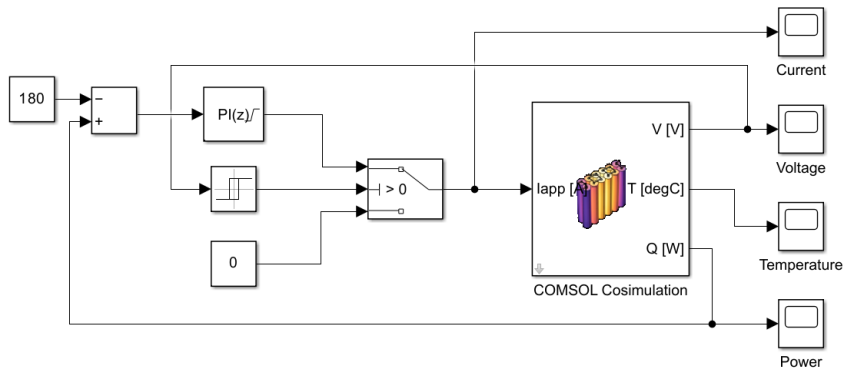 Current
180
−
+
PI(z)
V [V]
Voltage
> 0
Iapp [A]
T [degC]
0
Q [W]
Temperature
COMSOL Cosimulation
Power